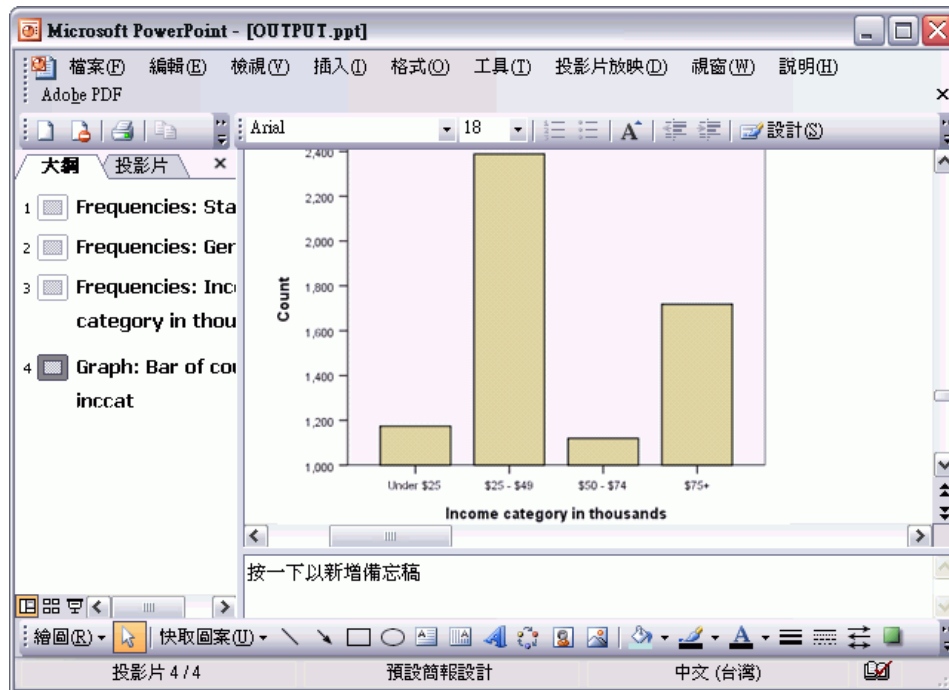 Microsoft PowerPoint - [OUTPUT.ppt]
檔案(F) 編輯(E) 檢視(V) 插入(I) 格式(O) 工具(T) 投影片放映(D) 視窗(W) 說明(H)
Adobe PDF
Arial 18 設計(S)
大綱 投影片
1 Frequencies: Sta
2 Frequencies: Ger
3 Frequencies: Inc
category in thou
4 Graph: Bar of cou
inccat
2,400
2,200
2,000
1,800
1,600
1,400
1,200
1,000
Count
Under $25 $25 - $49 $50 - $74 $75+
Income category in thousands
按一下以新增備忘稿
繪圖(R) 快取圖案(U)
投影片 4 / 4 預設簡報設計 中文 (台灣)